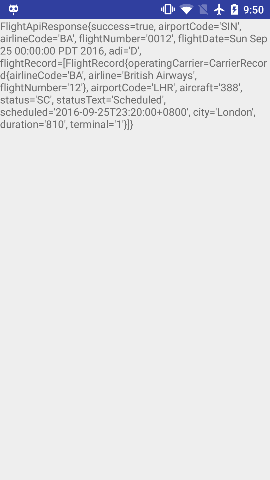 9:50
FlightApiResponse{success=true, airportCode='SIN',
airlineCode='BA', flightNumber='0012', flightDate=Sun Sep
25 00:00:00 PDT 2016, adi='D',
flightRecord=[FlightRecord{operatingCarrier=CarrierRecor
d{airlineCode='BA', airline='British Airways',
flightNumber='12'}, airportCode='LHR', aircraft='388',
status='SC', statusText='Scheduled',
scheduled='2016-09-25T23:20:00+0800', city='London',
duration='810', terminal='1'}]}